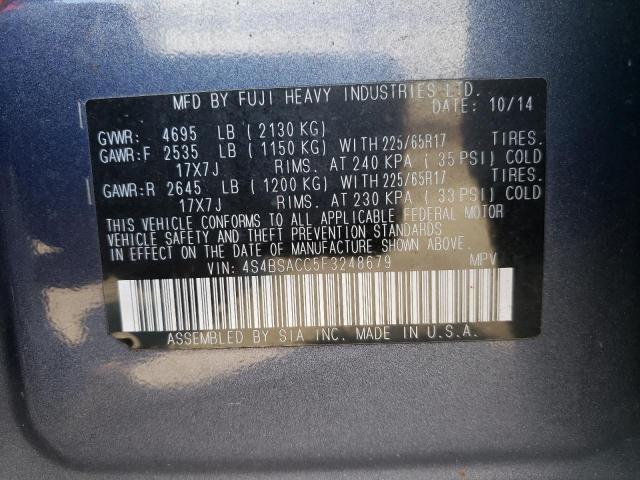 MFD BY FUJI HEAVY INDUSTRIES LTD.
DATE: 10/14
GVWR: 4695 LB (2130 KG)
GAWR:F 2535 LB (1150 KG) WITH 225/65R17 TIRES.
17X7J RIMS. AT 240 KPA (35 PSI) COLD
GAWR:R 2645 LB (1200 KG) WITH 225/65R17 TIRES.
17X7J RIMS. AT 230 KPA (33 PSI) COLD
THIS VEHICLE CONFORMS TO ALL APPLICABLE FEDERAL MOTOR
VEHICLE SAFETY AND THEFT PREVENTION STANDARDS
IN EFFECT ON THE DATE OF MANUFACTURE SHOWN ABOVE.
VIN: 4S4BSACC5F3248679 MPV
ASSEMBLED BY SIA INC. MADE IN U.S.A.